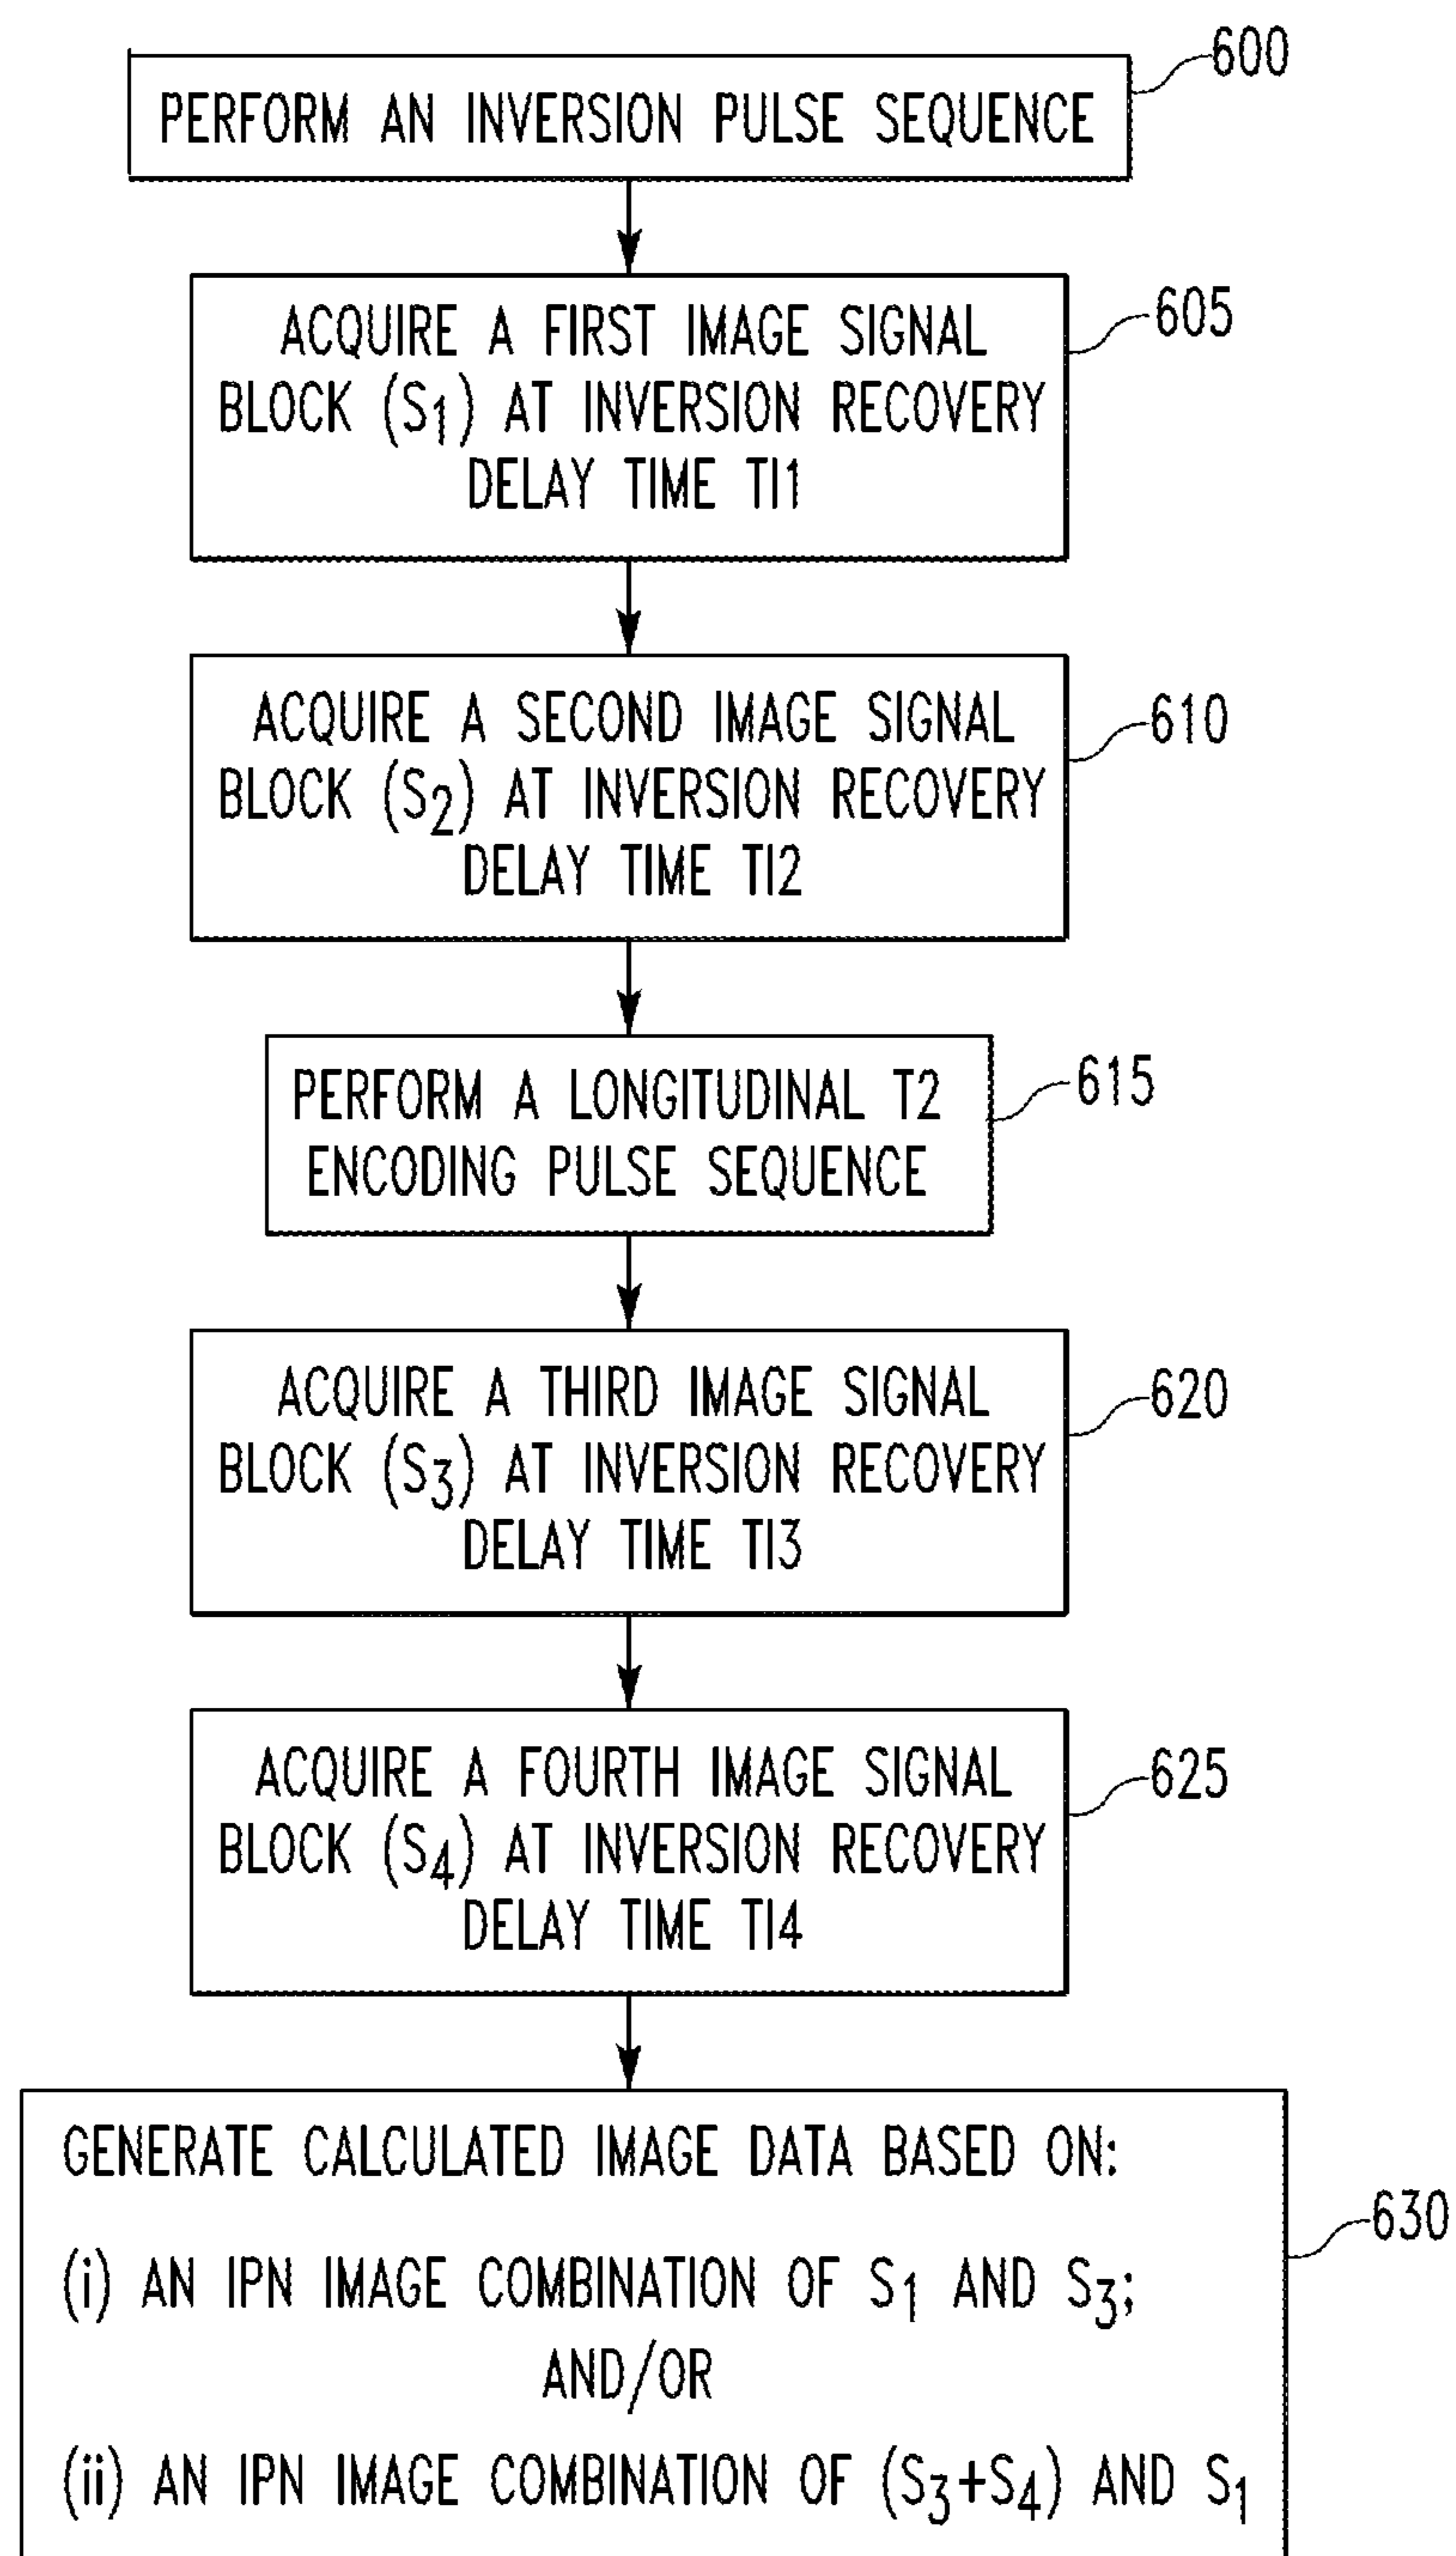 600
PERFORM AN INVERSION PULSE SEQUENCE
605
ACQUIRE A FIRST IMAGE SIGNAL
BLOCK (S₁) AT INVERSION RECOVERY
DELAY TIME TI1
610
ACQUIRE A SECOND IMAGE SIGNAL
BLOCK (S₂) AT INVERSION RECOVERY
DELAY TIME TI2
615
PERFORM A LONGITUDINAL T2
ENCODING PULSE SEQUENCE
620
ACQUIRE A THIRD IMAGE SIGNAL
BLOCK (S₃) AT INVERSION RECOVERY
DELAY TIME TI3
625
ACQUIRE A FOURTH IMAGE SIGNAL
BLOCK (S₄) AT INVERSION RECOVERY
DELAY TIME TI4
630
GENERATE CALCULATED IMAGE DATA BASED ON:
(i) AN IPN IMAGE COMBINATION OF S₁ AND S₃;
AND/OR
(ii) AN IPN IMAGE COMBINATION OF (S₃+S₄) AND S₁